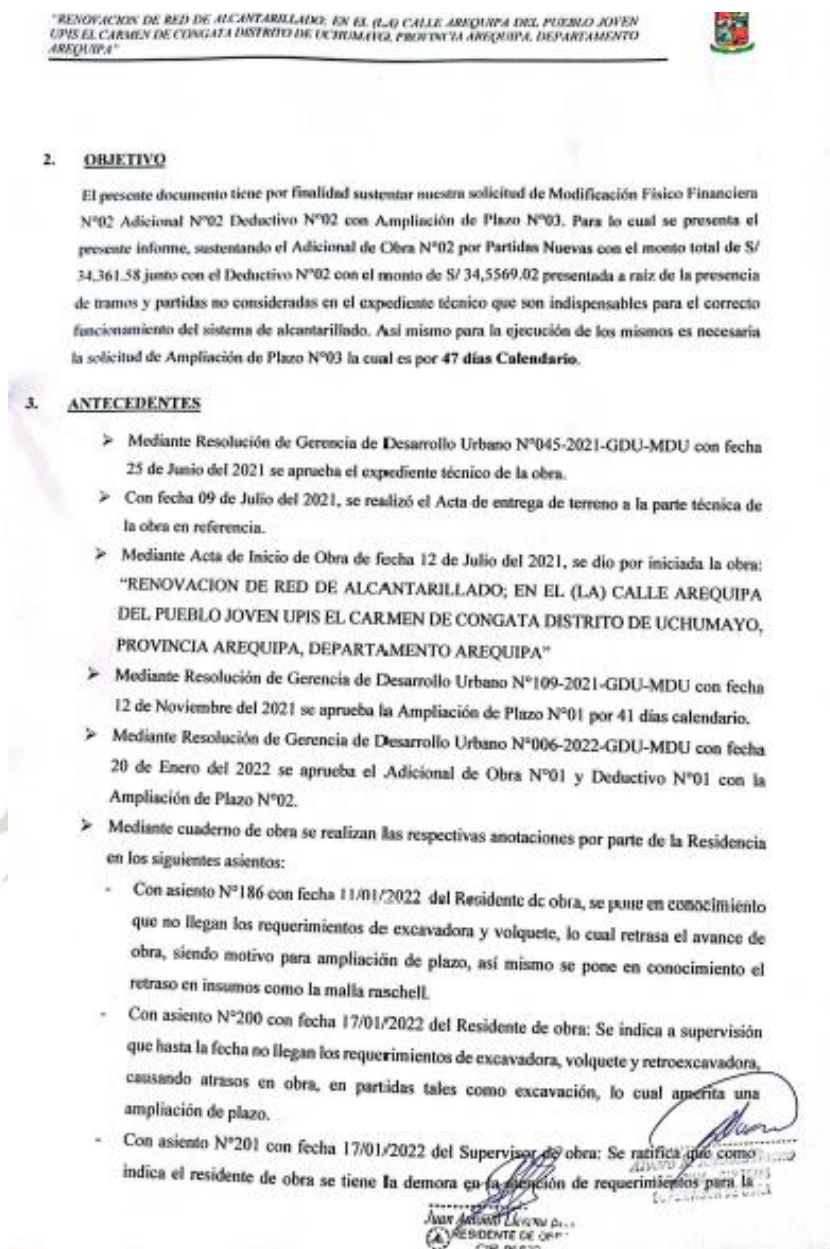 "RENOVACION DE RED DE ALCANTARILLADO; EN EL (LA) CALLE AREQUIPA DEL PUEBLO JOVEN
UPIS EL CARMEN DE CONGATA DISTRITO DE UCHUMAYO, PROVINCIA AREQUIPA, DEPARTAMENTO
AREQUIPA"
2. OBJETIVO
El presente documento tiene por finalidad sustentar nuestra solicitud de Modificación Físico Financiera
N°02 Adicional N°02 Deductivo N°02 con Ampliación de Plazo N°03. Para lo cual se presenta el
presente informe, sustentando el Adicional de Obra N°02 por Partidas Nuevas con el monto total de S/
34,361.58 junto con el Deductivo N°02 con el monto de S/ 34,5569.02 presentada a raíz de la presencia
de tramos y partidas no consideradas en el expediente técnico que son indispensables para el correcto
funcionamiento del sistema de alcantarillado. Así mismo para la ejecución de los mismos es necesaria
la solicitud de Ampliación de Plazo N°03 la cual es por 47 días Calendario.
3. ANTECEDENTES
➢ Mediante Resolución de Gerencia de Desarrollo Urbano N°045-2021-GDU-MDU con fecha
25 de Junio del 2021 se aprueba el expediente técnico de la obra.
➢ Con fecha 09 de Julio del 2021, se realizó el Acta de entrega de terreno a la parte técnica de
la obra en referencia.
➢ Mediante Acta de Inicio de Obra de fecha 12 de Julio del 2021, se dio por iniciada la obra:
"RENOVACION DE RED DE ALCANTARILLADO; EN EL (LA) CALLE AREQUIPA
DEL PUEBLO JOVEN UPIS EL CARMEN DE CONGATA DISTRITO DE UCHUMAYO,
PROVINCIA AREQUIPA, DEPARTAMENTO AREQUIPA"
➢ Mediante Resolución de Gerencia de Desarrollo Urbano N°109-2021-GDU-MDU con fecha
12 de Noviembre del 2021 se aprueba la Ampliación de Plazo N°01 por 41 días calendario.
➢ Mediante Resolución de Gerencia de Desarrollo Urbano N°006-2022-GDU-MDU con fecha
20 de Enero del 2022 se aprueba el Adicional de Obra N°01 y Deductivo N°01 con la
Ampliación de Plazo N°02.
➢ Mediante cuaderno de obra se realizan las respectivas anotaciones por parte de la Residencia
en los siguientes asientos:
- Con asiento N°186 con fecha 11/01/2022 del Residente de obra, se pone en conocimiento
que no llegan los requerimientos de excavadora y volquete, lo cual retrasa el avance de
obra, siendo motivo para ampliación de plazo, así mismo se pone en conocimiento el
retraso en insumos como la malla raschell.
- Con asiento N°200 con fecha 17/01/2022 del Residente de obra: Se indica a supervisión
que hasta la fecha no llegan los requerimientos de excavadora, volquete y retroexcavadora,
causando atrasos en obra, en partidas tales como excavación, lo cual amerita una
ampliación de plazo.
- Con asiento N°201 con fecha 17/01/2022 del Supervisor de obra: Se ratifica que como
indica el residente de obra se tiene la demora en la atención de requerimientos para la
SUPERVISOR DE OBRA
Juan Antonio
RESIDENTE DE OBR